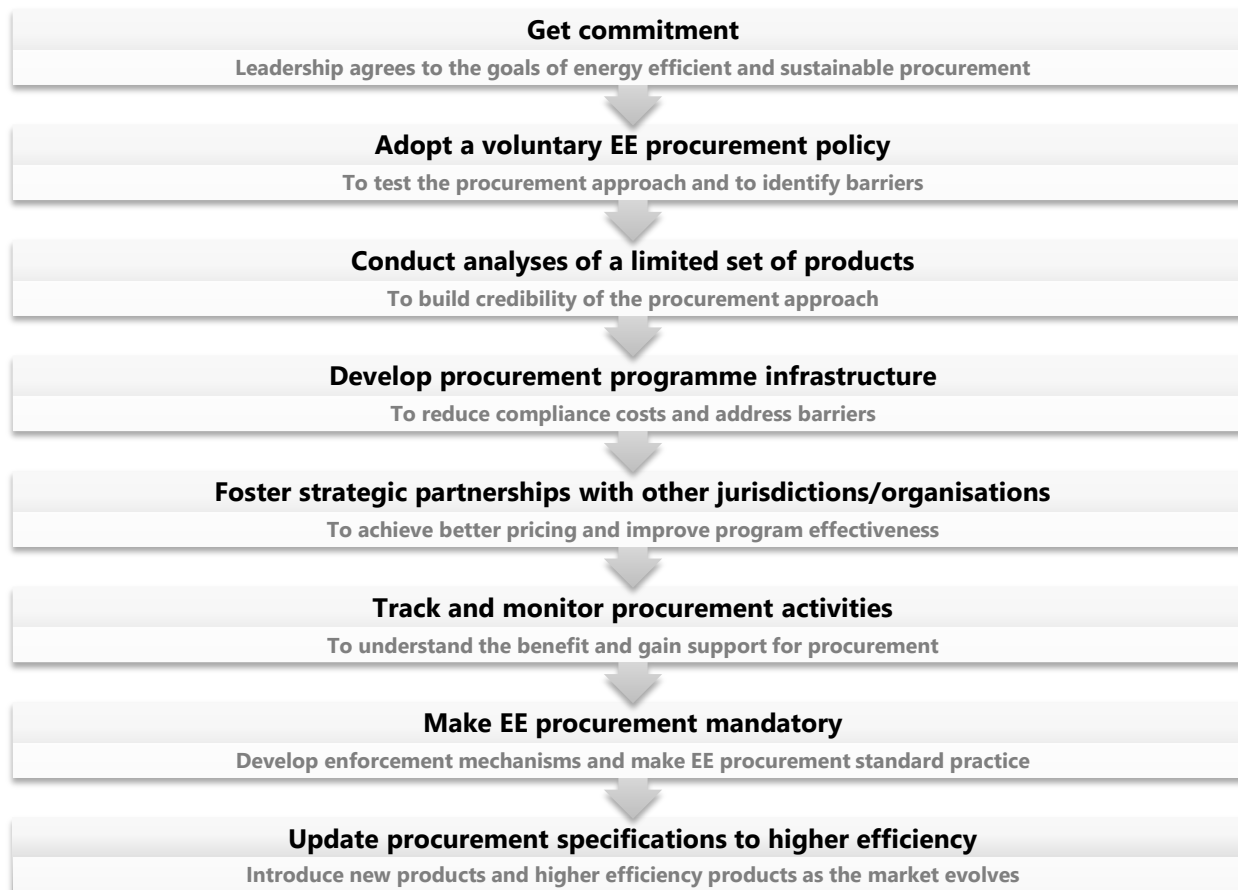 Get commitment
Leadership agrees to the goals of energy efficient and sustainable procurement
Adopt a voluntary EE procurement policy
To test the procurement approach and to identify barriers
Conduct analyses of a limited set of products
To build credibility of the procurement approach
Develop procurement programme infrastructure
To reduce compliance costs and address barriers
Foster strategic partnerships with other jurisdictions/organisations
To achieve better pricing and improve program effectiveness
Track and monitor procurement activities
To understand the benefit and gain support for procurement
Make EE procurement mandatory
Develop enforcement mechanisms and make EE procurement standard practice
Update procurement specifications to higher efficiency
Introduce new products and higher efficiency products as the market evolves